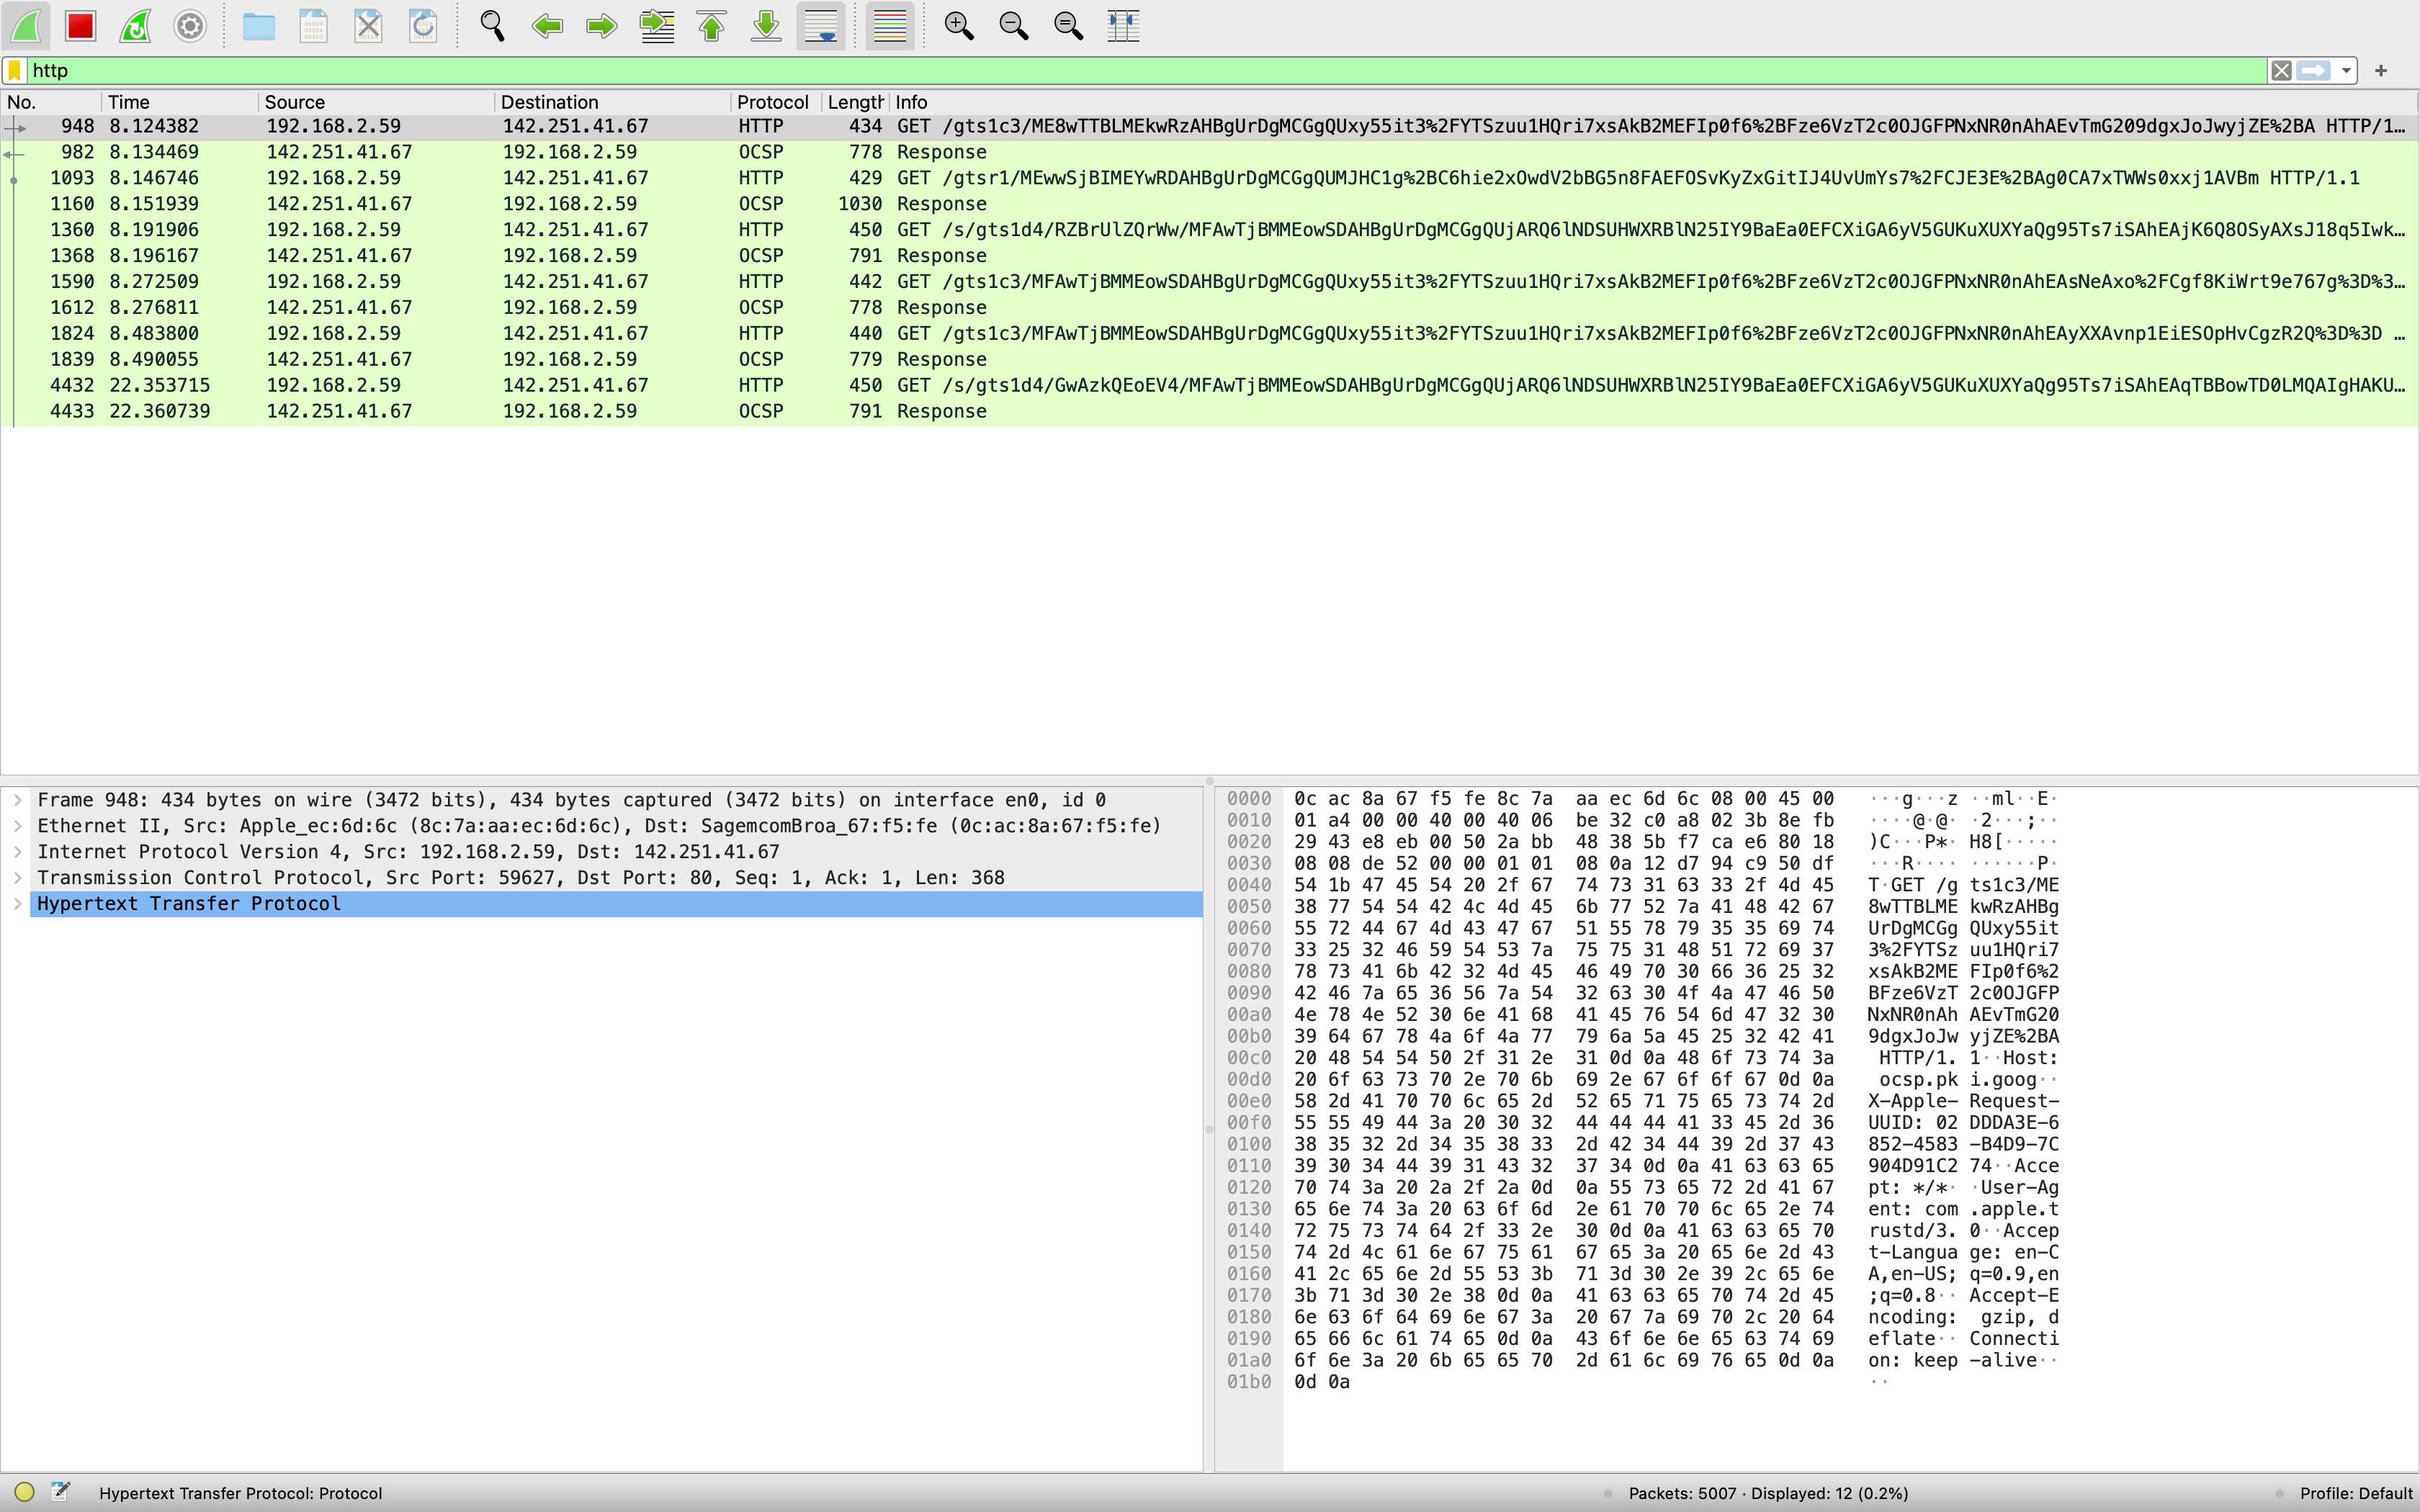 http
No. Time Source Destination Protocol Length Info
948 8.124382 192.168.2.59 142.251.41.67 HTTP 434 GET /gts1c3/ME8wTTBLMEkwRzAHBgUrDgMCGgQUxy55it3%2FYTSzuu1HQri7xsAkB2MEFIp0f6%2BFze6VzT2c0OJGFPNxNR0nAhAEvTmG209dgxJoJwyjZE%2BA HTTP/1…
982 8.134469 142.251.41.67 192.168.2.59 OCSP 778 Response
1093 8.146746 192.168.2.59 142.251.41.67 HTTP 429 GET /gtsr1/MEwwSjBIMEYwRDAHBgUrDgMCGgQUMJHC1g%2BC6hie2xOwdV2bBG5n8FAEFOSvKyZxGitIJ4UvUmYs7%2FCJE3E%2BAg0CA7xTWWs0xxj1AVBm HTTP/1.1
1160 8.151939 142.251.41.67 192.168.2.59 OCSP 1030 Response
1360 8.191906 192.168.2.59 142.251.41.67 HTTP 450 GET /s/gts1d4/RZBrUlZQrWw/MFAwTjBMMEowSDAHBgUrDgMCGgQUjARQ6lNDSUHWXRBlN25IY9BaEa0EFCXiGA6yV5GUKuXUXYaQg95Ts7iSAhEAjK6Q8OSyAXsJ18q5Iwk…
1368 8.196167 142.251.41.67 192.168.2.59 OCSP 791 Response
1590 8.272509 192.168.2.59 142.251.41.67 HTTP 442 GET /gts1c3/MFAwTjBMMEowSDAHBgUrDgMCGgQUxy55it3%2FYTSzuu1HQri7xsAkB2MEFIp0f6%2BFze6VzT2c0OJGFPNxNR0nAhEAsNeAxo%2FCgf8KiWrt9e767g%3D%3…
1612 8.276811 142.251.41.67 192.168.2.59 OCSP 778 Response
1824 8.483800 192.168.2.59 142.251.41.67 HTTP 440 GET /gts1c3/MFAwTjBMMEowSDAHBgUrDgMCGgQUxy55it3%2FYTSzuu1HQri7xsAkB2MEFIp0f6%2BFze6VzT2c0OJGFPNxNR0nAhEAyXXAvnp1EiESOpHvCgzR2Q%3D%3D …
1839 8.490055 142.251.41.67 192.168.2.59 OCSP 779 Response
4432 22.353715 192.168.2.59 142.251.41.67 HTTP 450 GET /s/gts1d4/GwAzkQEoEV4/MFAwTjBMMEowSDAHBgUrDgMCGgQUjARQ6lNDSUHWXRBlN25IY9BaEa0EFCXiGA6yV5GUKuXUXYaQg95Ts7iSAhEAqTBBowTD0LMQAIgHAKU…
4433 22.360739 142.251.41.67 192.168.2.59 OCSP 791 Response
Frame 948: 434 bytes on wire (3472 bits), 434 bytes captured (3472 bits) on interface en0, id 0
Ethernet II, Src: Apple_ec:6d:6c (8c:7a:aa:ec:6d:6c), Dst: SagemcomBroa_67:f5:fe (0c:ac:8a:67:f5:fe)
Internet Protocol Version 4, Src: 192.168.2.59, Dst: 142.251.41.67
Transmission Control Protocol, Src Port: 59627, Dst Port: 80, Seq: 1, Ack: 1, Len: 368
Hypertext Transfer Protocol
0000 0c ac 8a 67 f5 fe 8c 7a aa ec 6d 6c 08 00 45 00 ···g···z ··ml··E·
0010 01 a4 00 00 40 00 40 06 be 32 c0 a8 02 3b 8e fb ····@·@· ·2···;··
0020 29 43 e8 eb 00 50 2a bb 48 38 5b f7 ca e6 80 18 )C···P*· H8[·····
0030 08 08 de 52 00 00 01 01 08 0a 12 d7 94 c9 50 df ···R···· ······P·
0040 54 1b 47 45 54 20 2f 67 74 73 31 63 33 2f 4d 45 T·GET /g ts1c3/ME
0050 38 77 54 54 42 4c 4d 45 6b 77 52 7a 41 48 42 67 8wTTBLME kwRzAHBg
0060 55 72 44 67 4d 43 47 67 51 55 78 79 35 35 69 74 UrDgMCGg QUxy55it
0070 33 25 32 46 59 54 53 7a 75 75 31 48 51 72 69 37 3%2FYTSz uu1HQri7
0080 78 73 41 6b 42 32 4d 45 46 49 70 30 66 36 25 32 xsAkB2ME FIp0f6%2
0090 42 46 7a 65 36 56 7a 54 32 63 30 4f 4a 47 46 50 BFze6VzT 2c0OJGFP
00a0 4e 78 4e 52 30 6e 41 68 41 45 76 54 6d 47 32 30 NxNR0nAh AEvTmG20
00b0 39 64 67 78 4a 6f 4a 77 79 6a 5a 45 25 32 42 41 9dgxJoJw yjZE%2BA
00c0 20 48 54 54 50 2f 31 2e 31 0d 0a 48 6f 73 74 3a HTTP/1. 1··Host:
00d0 20 6f 63 73 70 2e 70 6b 69 2e 67 6f 6f 67 0d 0a ocsp.pk i.goog··
00e0 58 2d 41 70 70 6c 65 2d 52 65 71 75 65 73 74 2d X-Apple- Request-
00f0 55 55 49 44 3a 20 30 32 44 44 44 41 33 45 2d 36 UUID: 02 DDDA3E-6
0100 38 35 32 2d 34 35 38 33 2d 42 34 44 39 2d 37 43 852-4583 -B4D9-7C
0110 39 30 34 44 39 31 43 32 37 34 0d 0a 41 63 63 65 904D91C2 74··Acce
0120 70 74 3a 20 2a 2f 2a 0d 0a 55 73 65 72 2d 41 67 pt: */*· ·User-Ag
0130 65 6e 74 3a 20 63 6f 6d 2e 61 70 70 6c 65 2e 74 ent: com .apple.t
0140 72 75 73 74 64 2f 33 2e 30 0d 0a 41 63 63 65 70 rustd/3. 0··Accep
0150 74 2d 4c 61 6e 67 75 61 67 65 3a 20 65 6e 2d 43 t-Langua ge: en-C
0160 41 2c 65 6e 2d 55 53 3b 71 3d 30 2e 39 2c 65 6e A,en-US; q=0.9,en
0170 3b 71 3d 30 2e 38 0d 0a 41 63 63 65 70 74 2d 45 ;q=0.8·· Accept-E
0180 6e 63 6f 64 69 6e 67 3a 20 67 7a 69 70 2c 20 64 ncoding: gzip, d
0190 65 66 6c 61 74 65 0d 0a 43 6f 6e 6e 65 63 74 69 eflate·· Connecti
01a0 6f 6e 3a 20 6b 65 65 70 2d 61 6c 69 76 65 0d 0a on: keep -alive··
01b0 0d 0a ··
Hypertext Transfer Protocol: Protocol Packets: 5007 · Displayed: 12 (0.2%) Profile: Default